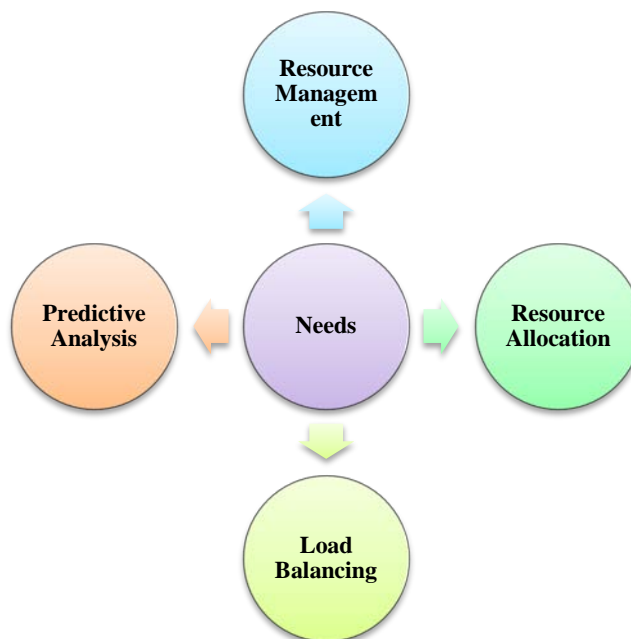 Resource
Managem
ent
Predictive
Analysis
Needs
Resource
Allocation
Load
Balancing